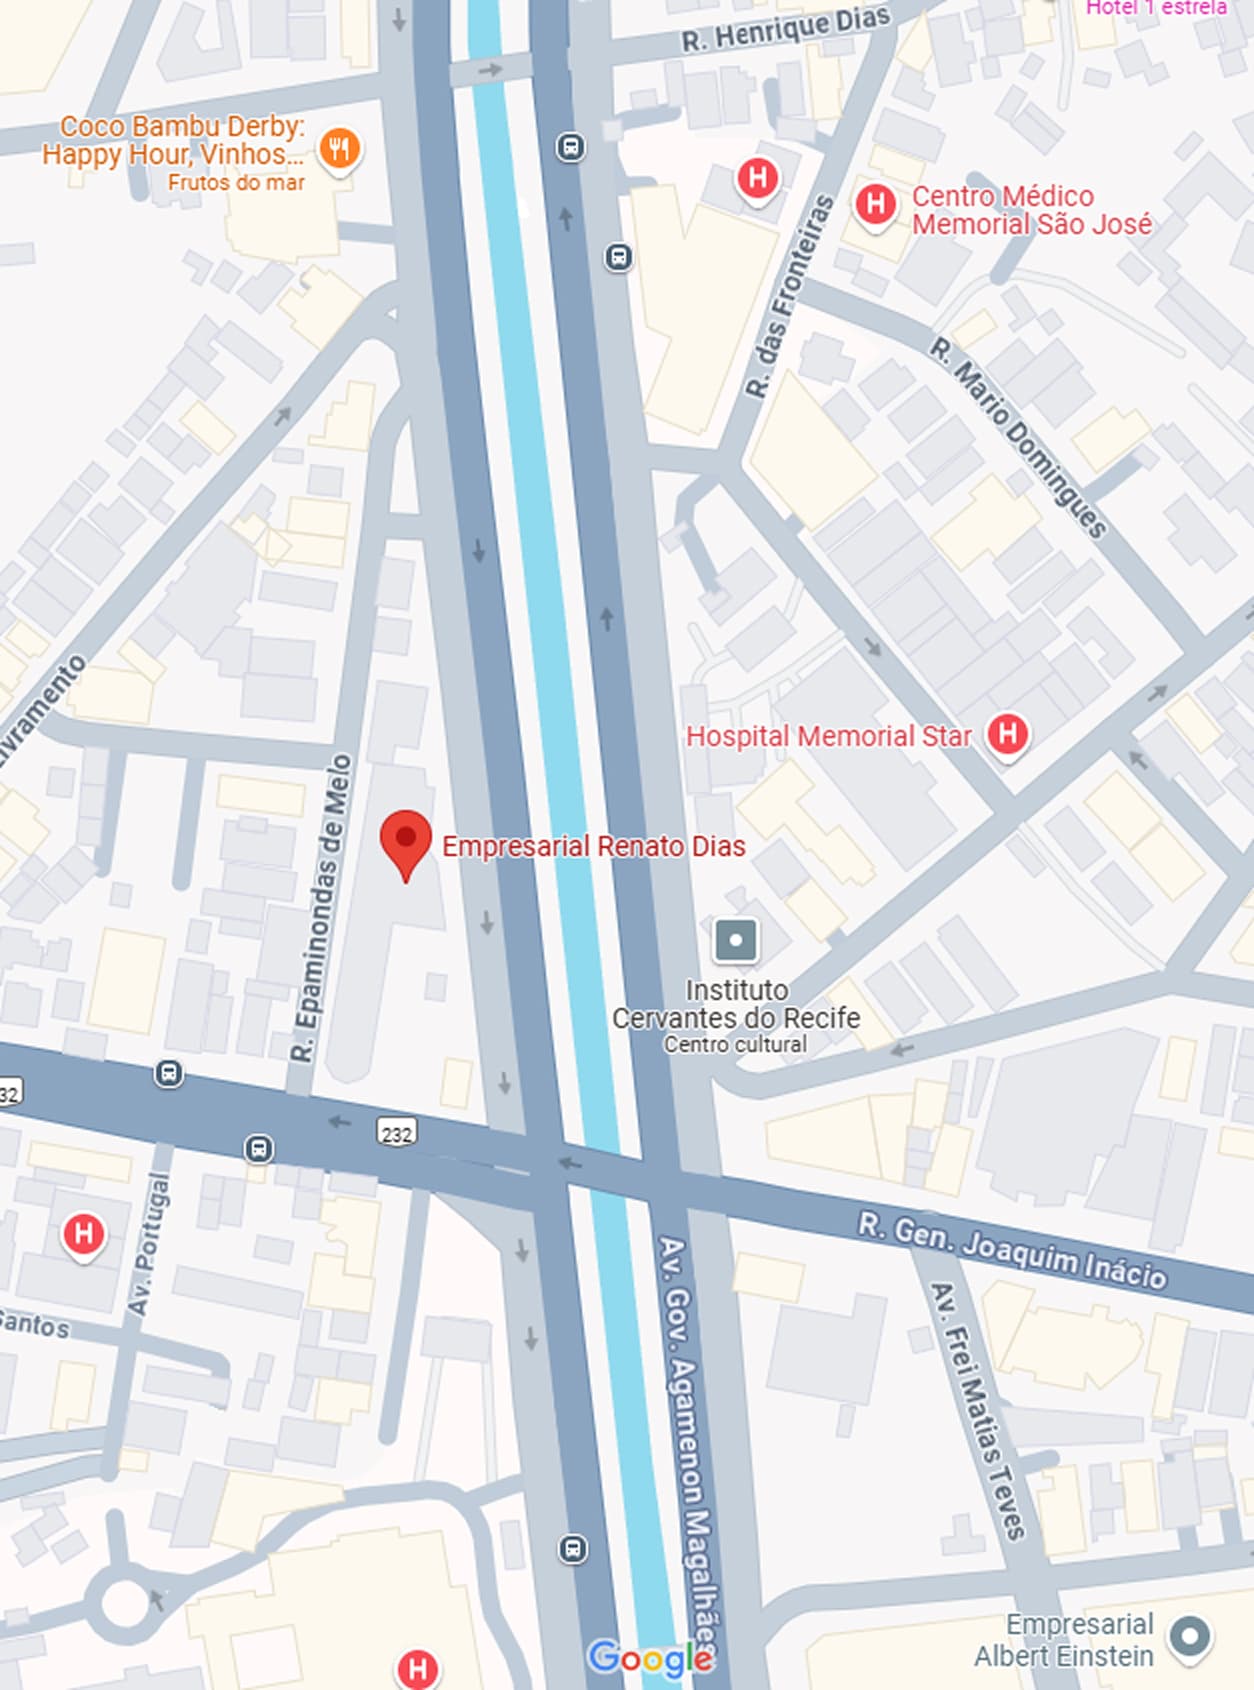 Hotel 1 estrela
R. Henrique Dias
Coco Bambu Derby:
Happy Hour, Vinhos...
Frutos do mar
H
H
Centro Médico
Memorial São José
R. das Fronteiras
R. Mario Domingues
Livramento
Hospital Memorial Star
H
R. Epaminondas de Melo
Empresarial Renato Dias
Instituto
Cervantes do Recife
Centro cultural
32
232
H
Av. Portugal
R. Gen. Joaquim Inácio
Santos
Av. Gov. Agamenon Magalhães
Av. Frei Matias Teves
Empresarial
Albert Einstein
Google
H